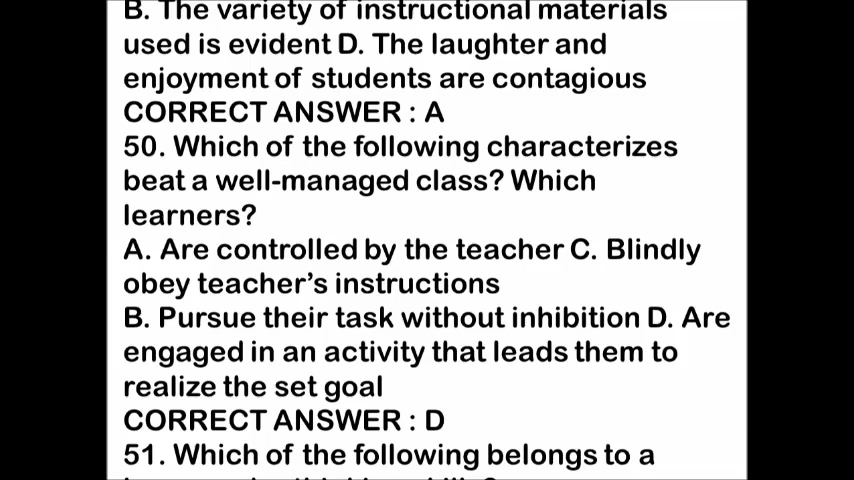 B. The variety of instructional materials
used is evident D. The laughter and
enjoyment of students are contagious
CORRECT ANSWER : A
50. Which of the following characterizes
beat a well-managed class? Which
learners?
A. Are controlled by the teacher C. Blindly
obey teacher’s instructions
B. Pursue their task without inhibition D. Are
engaged in an activity that leads them to
realize the set goal
CORRECT ANSWER : D
51. Which of the following belongs to a